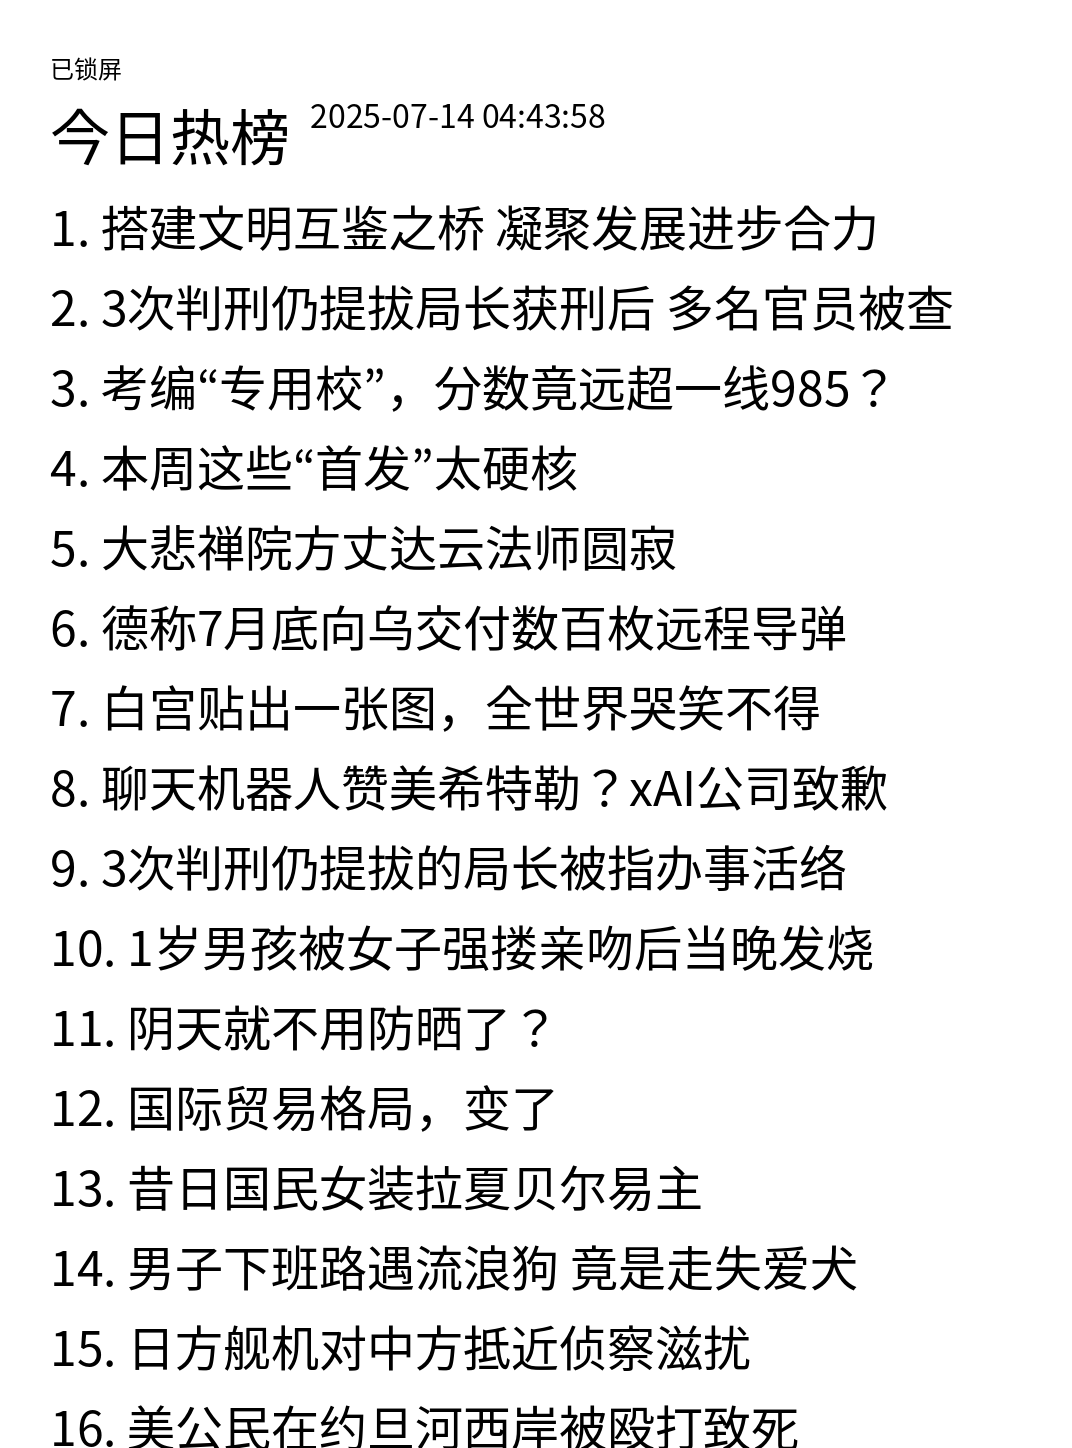 已锁屏
今日热榜 2025-07-14 04:43:58
1. 搭建文明互鉴之桥 凝聚发展进步合力
2. 3次判刑仍提拔局长获刑后 多名官员被查
3. 考编“专用校”，分数竟远超一线985？
4. 本周这些“首发”太硬核
5. 大悲禅院方丈达云法师圆寂
6. 德称7月底向乌交付数百枚远程导弹
7. 白宫贴出一张图，全世界哭笑不得
8. 聊天机器人赞美希特勒？xAI公司致歉
9. 3次判刑仍提拔的局长被指办事活络
10. 1岁男孩被女子强搂亲吻后当晚发烧
11. 阴天就不用防晒了？
12. 国际贸易格局，变了
13. 昔日国民女装拉夏贝尔易主
14. 男子下班路遇流浪狗 竟是走失爱犬
15. 日方舰机对中方抵近侦察滋扰
16. 美公民在约旦河西岸被殴打致死